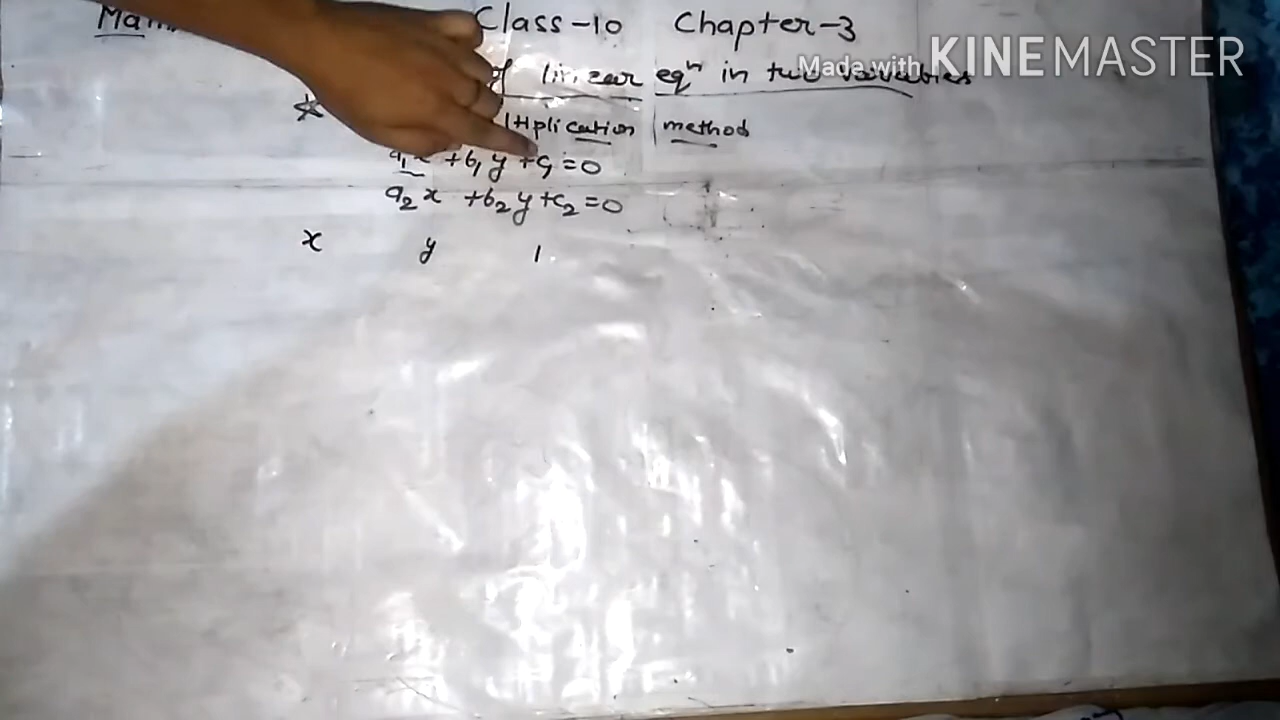 Class-10 Chapter-3
Made with KINEMASTER
of linear eqⁿ in two variables
method
a₁x + b₁y + c₁ = 0
a₂x + b₂y + c₂ = 0
x y 1